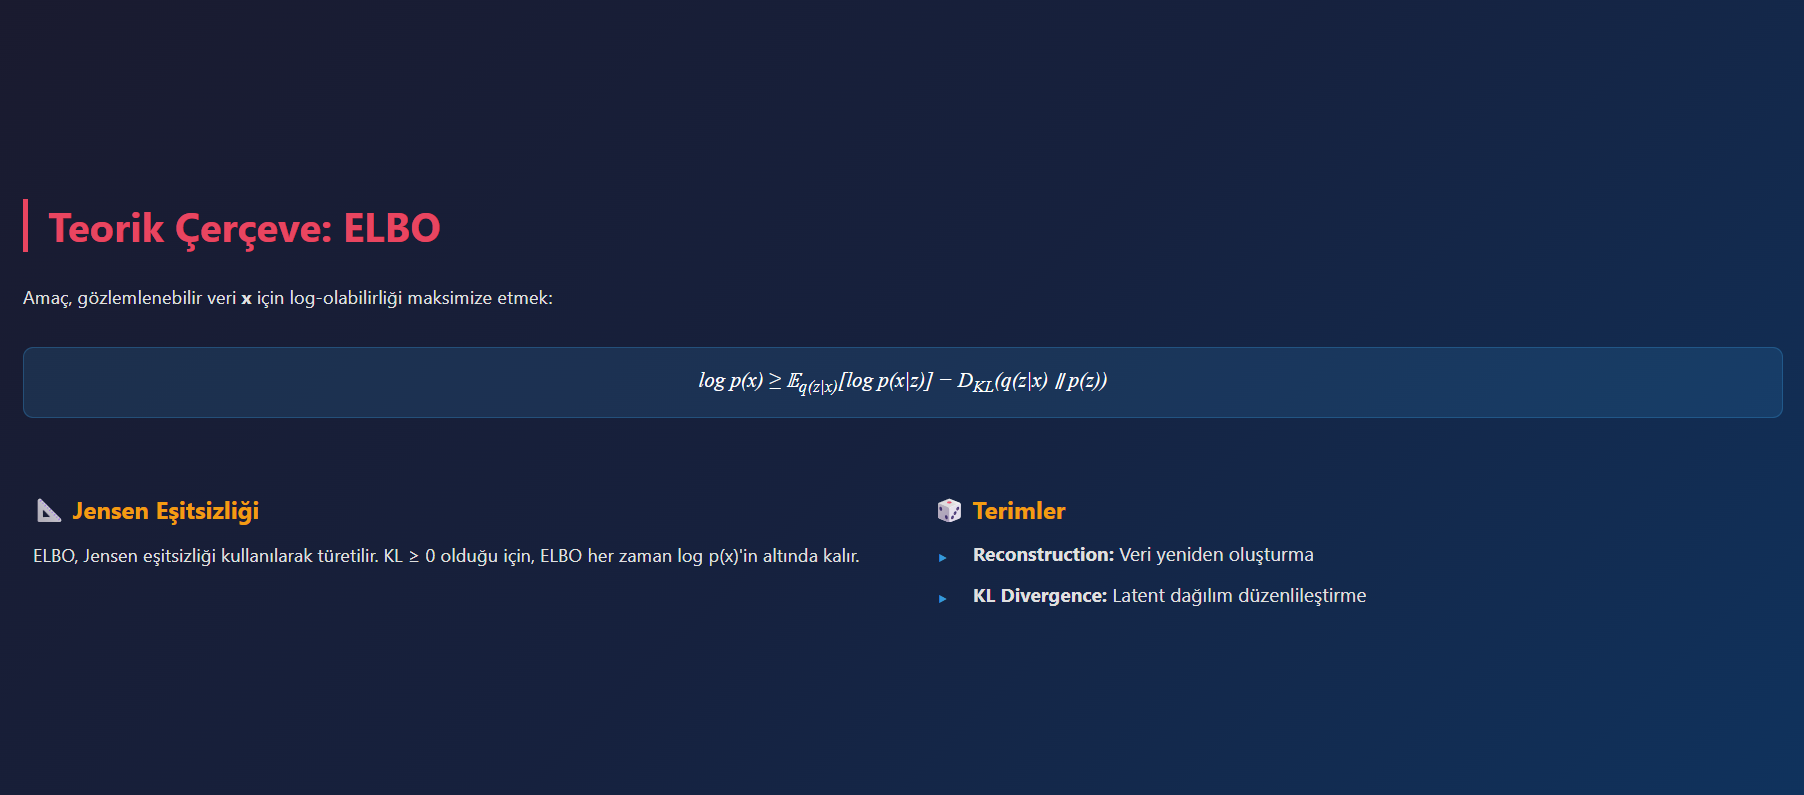 Teorik Çerçeve: ELBO
Amaç, gözlemlenebilir veri x için log-olabilirliği maksimize etmek:
log p(x) ≥ 𝔼q(z|x)[log p(x|z)] − DKL(q(z|x) ∥ p(z))
📐 Jensen Eşitsizliği
ELBO, Jensen eşitsizliği kullanılarak türetilir. KL ≥ 0 olduğu için, ELBO her zaman log p(x)'in altında kalır.
🎲 Terimler
▸ Reconstruction: Veri yeniden oluşturma
▸ KL Divergence: Latent dağılım düzenlileştirme